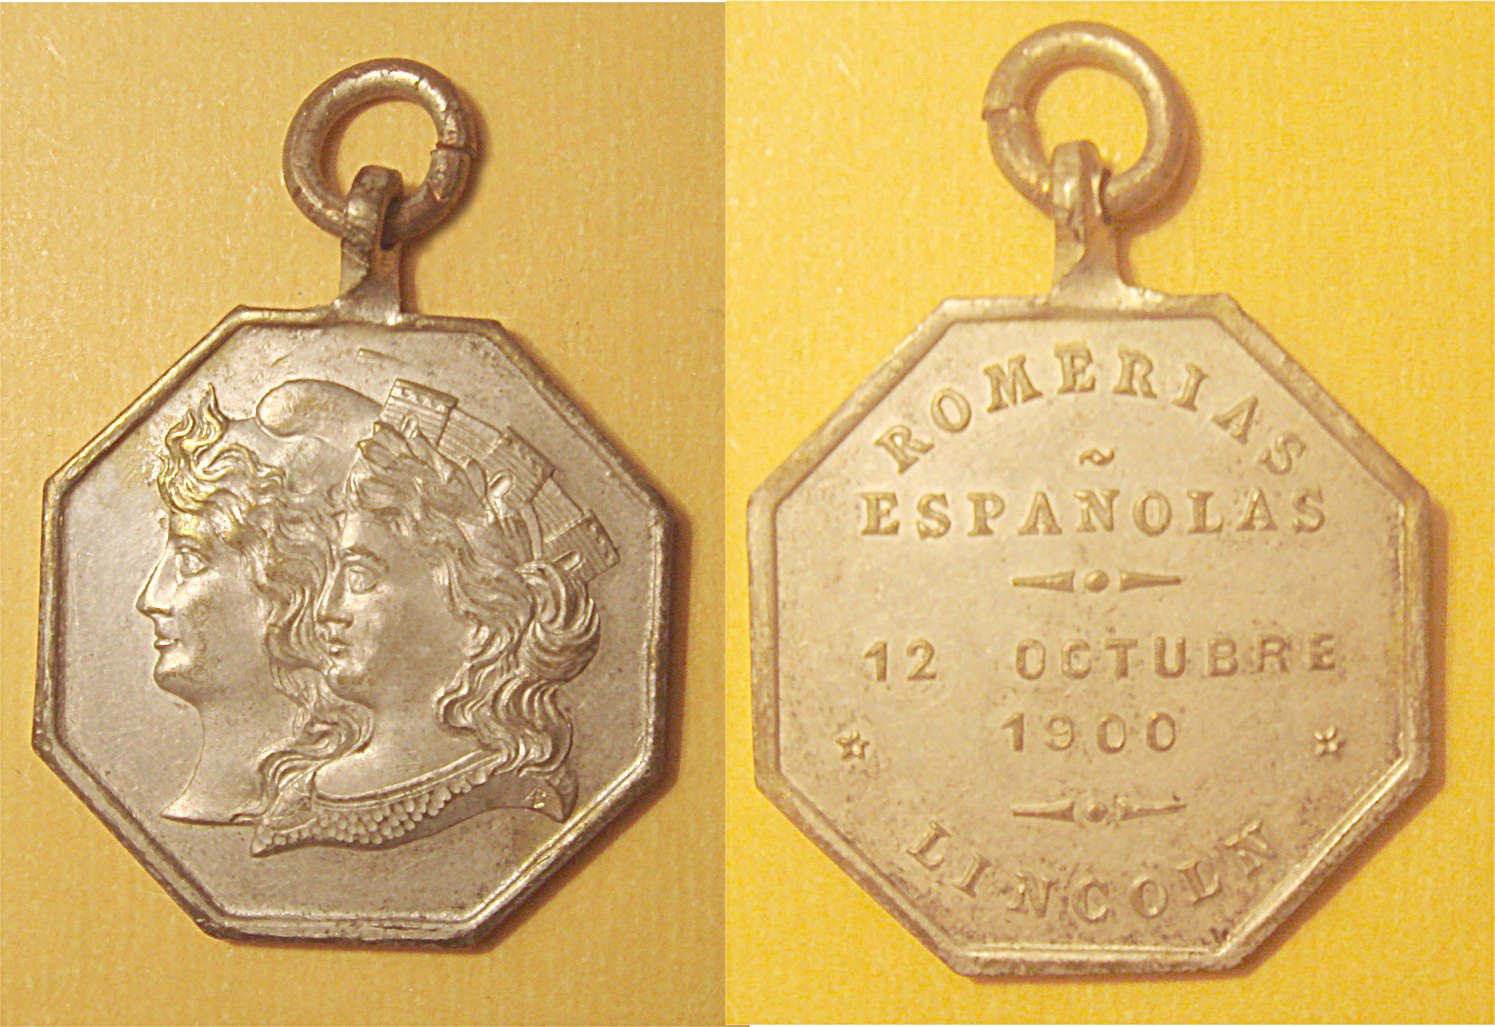 ROMERIAS
ESPAÑOLAS
12 OCTUBRE
1900
LINCOLN